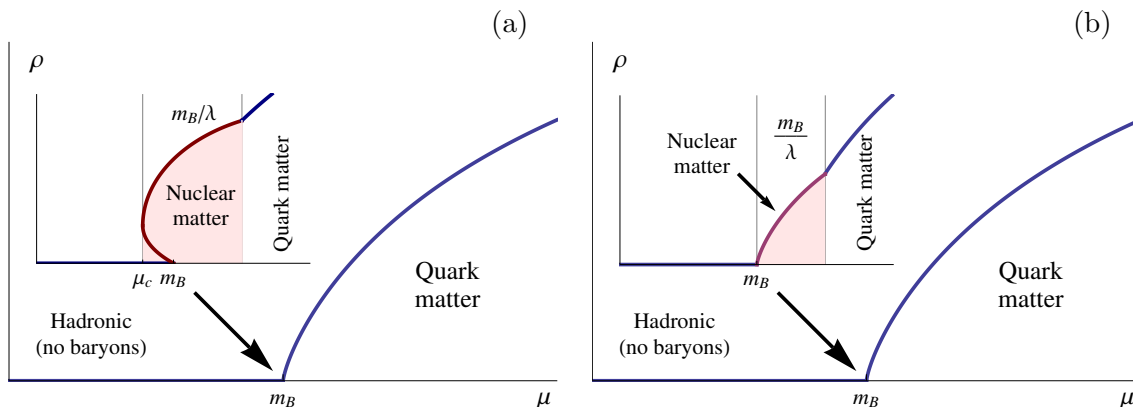 (a)
ρ
m_B/λ
Nuclear
matter
Quark matter
μ_c m_B
Quark
matter
Hadronic
(no baryons)
m_B
μ
(b)
ρ
m_B
λ
Nuclear
matter
Quark matter
m_B
Quark
matter
Hadronic
(no baryons)
m_B
μ